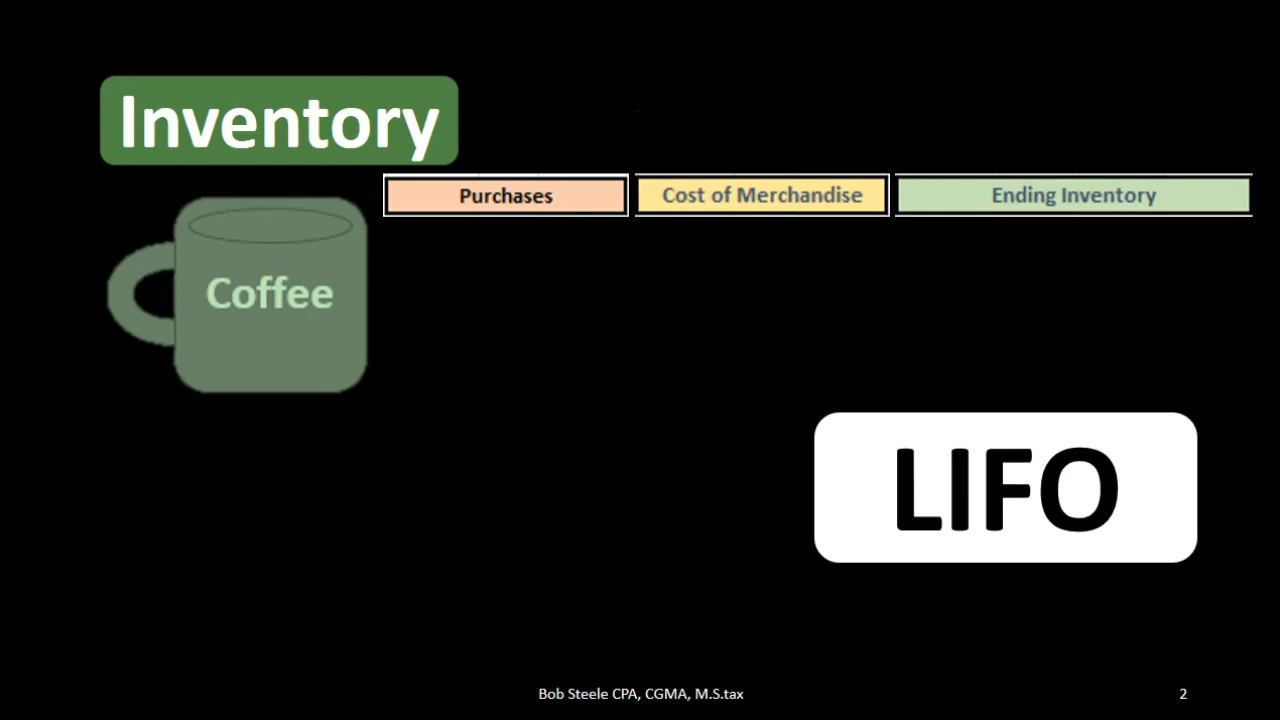 Inventory
Purchases
Cost of Merchandise
Ending Inventory
Coffee
LIFO
Bob Steele CPA, CGMA, M.S.tax
2